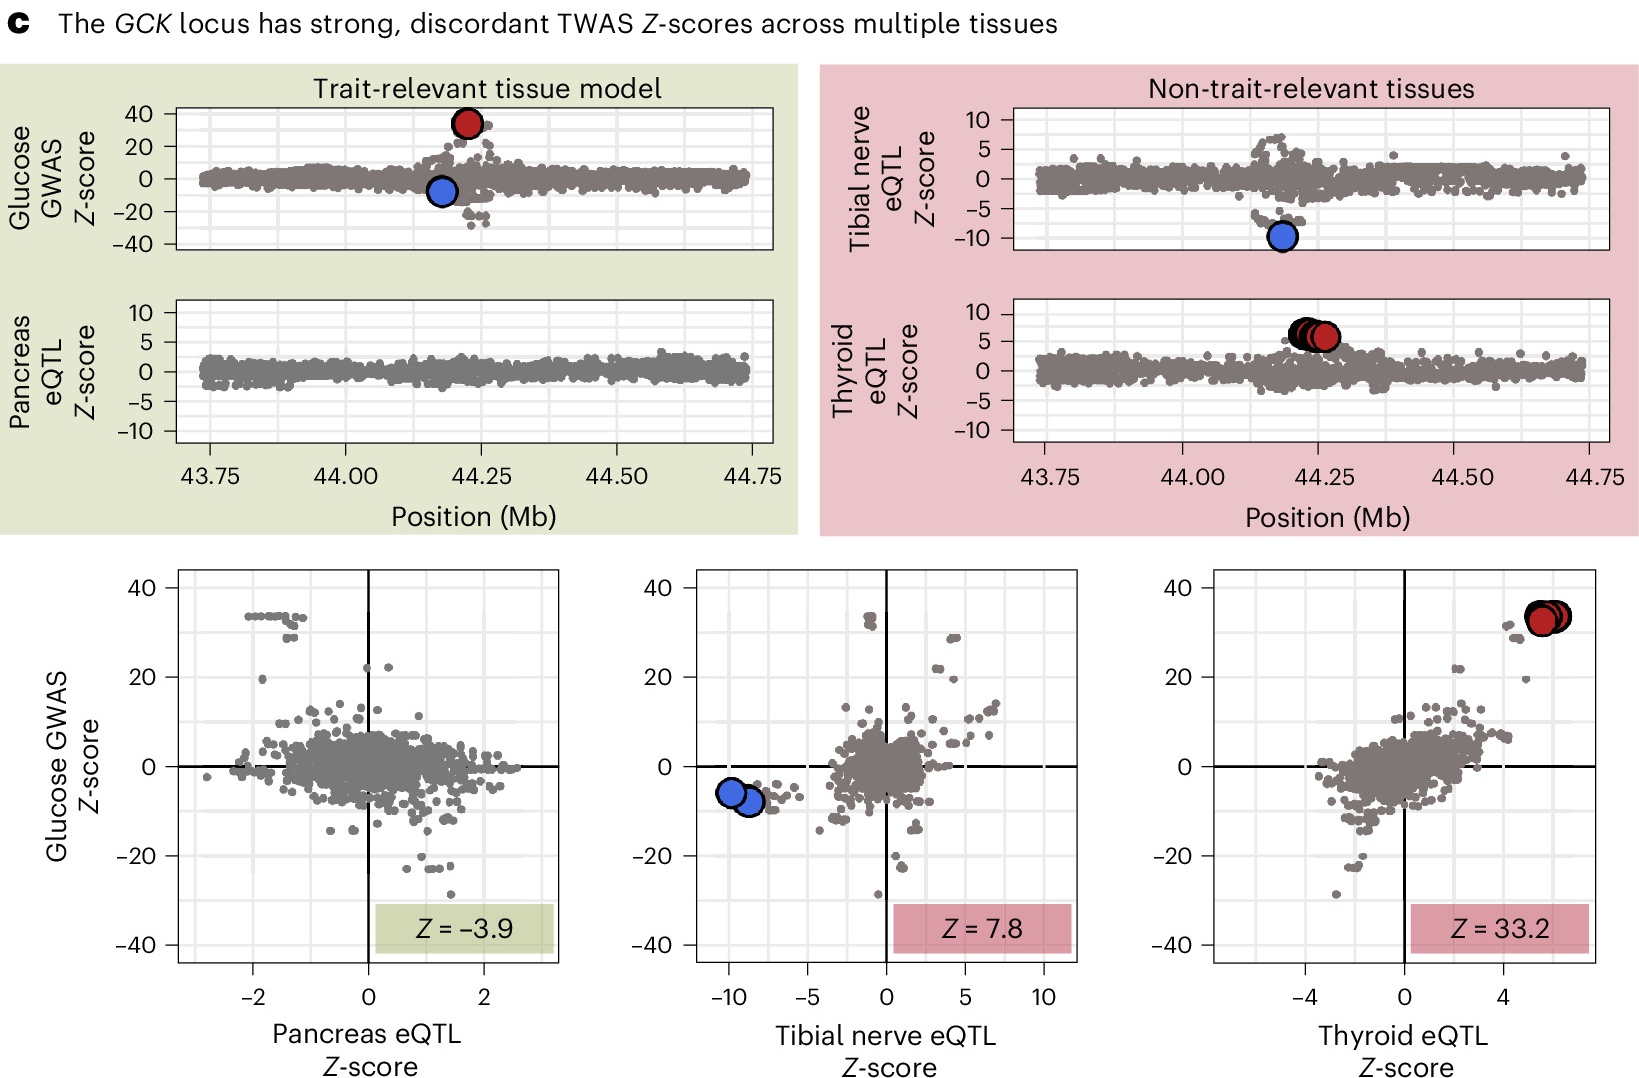 c The GCK locus has strong, discordant TWAS Z-scores across multiple tissues
Trait-relevant tissue model
Glucose
GWAS
Z-score
40
20
0
−20
−40
Pancreas
eQTL
Z-score
10
5
0
−5
−10
43.75 44.00 44.25 44.50 44.75
Position (Mb)
Non-trait-relevant tissues
Tibial nerve
eQTL
Z-score
10
5
0
−5
−10
Thyroid
eQTL
Z-score
10
5
0
−5
−10
43.75 44.00 44.25 44.50 44.75
Position (Mb)
Glucose GWAS
Z-score
40
20
0
−20
−40
Z = −3.9
−2 0 2
Pancreas eQTL
Z-score
40
20
0
−20
−40
Z = 7.8
−10 −5 0 5 10
Tibial nerve eQTL
Z-score
40
20
0
−20
−40
Z = 33.2
−4 0 4
Thyroid eQTL
Z-score